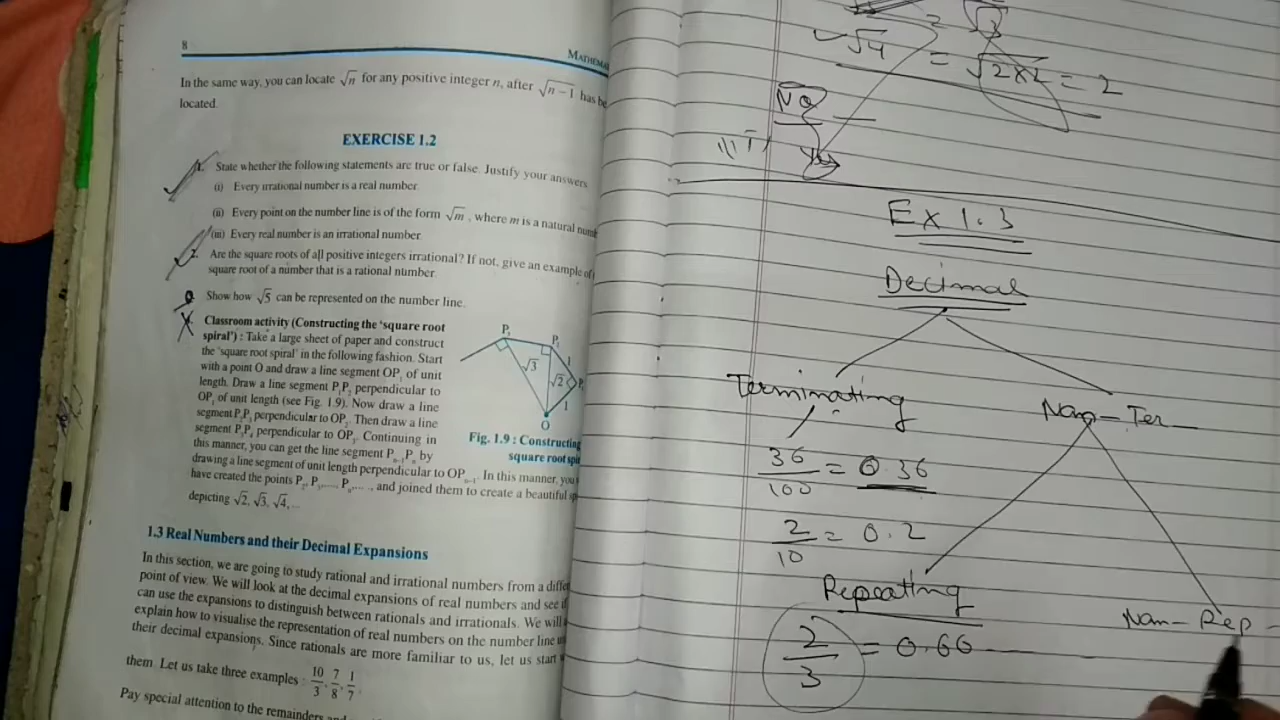 8
MATHEMA
In the same way, you can locate √n for any positive integer n, after √n – 1 has be
located.
EXERCISE 1.2
1. State whether the following statements are true or false. Justify your answers.
(i) Every irrational number is a real number.
(ii) Every point on the number line is of the form √m , where m is a natural numb
(iii) Every real number is an irrational number.
2. Are the square roots of all positive integers irrational? If not, give an example of
square root of a number that is a rational number.
Show how √5 can be represented on the number line.
Classroom activity (Constructing the 'square root
spiral') : Take a large sheet of paper and construct
the 'square root spiral' in the following fashion. Start
with a point O and draw a line segment OP₁ of unit
length. Draw a line segment P₁P₂ perpendicular to
OP₁ of unit length (see Fig. 1.9). Now draw a line
segment P₂P₃ perpendicular to OP₂. Then draw a line
segment P₃P₄ perpendicular to OP₃. Continuing in
this manner, you can get the line segment Pₙ₋₁Pₙ by
drawing a line segment of unit length perpendicular to OPₙ₋₁. In this manner, you
have created the points P₂, P₃,....., Pₙ,....., and joined them to create a beautiful sp
depicting √2, √3, √4, ...
P₃
P₂
P₁
√3
√2
1
1
O
Fig. 1.9 : Constructing
square root spir
1.3 Real Numbers and their Decimal Expansions
In this section, we are going to study rational and irrational numbers from a differ
point of view. We will look at the decimal expansions of real numbers and see if
can use the expansions to distinguish between rationals and irrationals. We will
explain how to visualise the representation of real numbers on the number line
their decimal expansions. Since rationals are more familiar to us, let us start
them. Let us take three examples : 10/3, 7/8, 1/7.
Pay special attention to the remainders and
= √3
√4 = √2×2 = 2
NO
Ex 1.3
Decimal
Terminating
Non-Ter
36/100 = 0.36
2/10 = 0.2
Repeating
Non-Rep
2/3 = 0.66